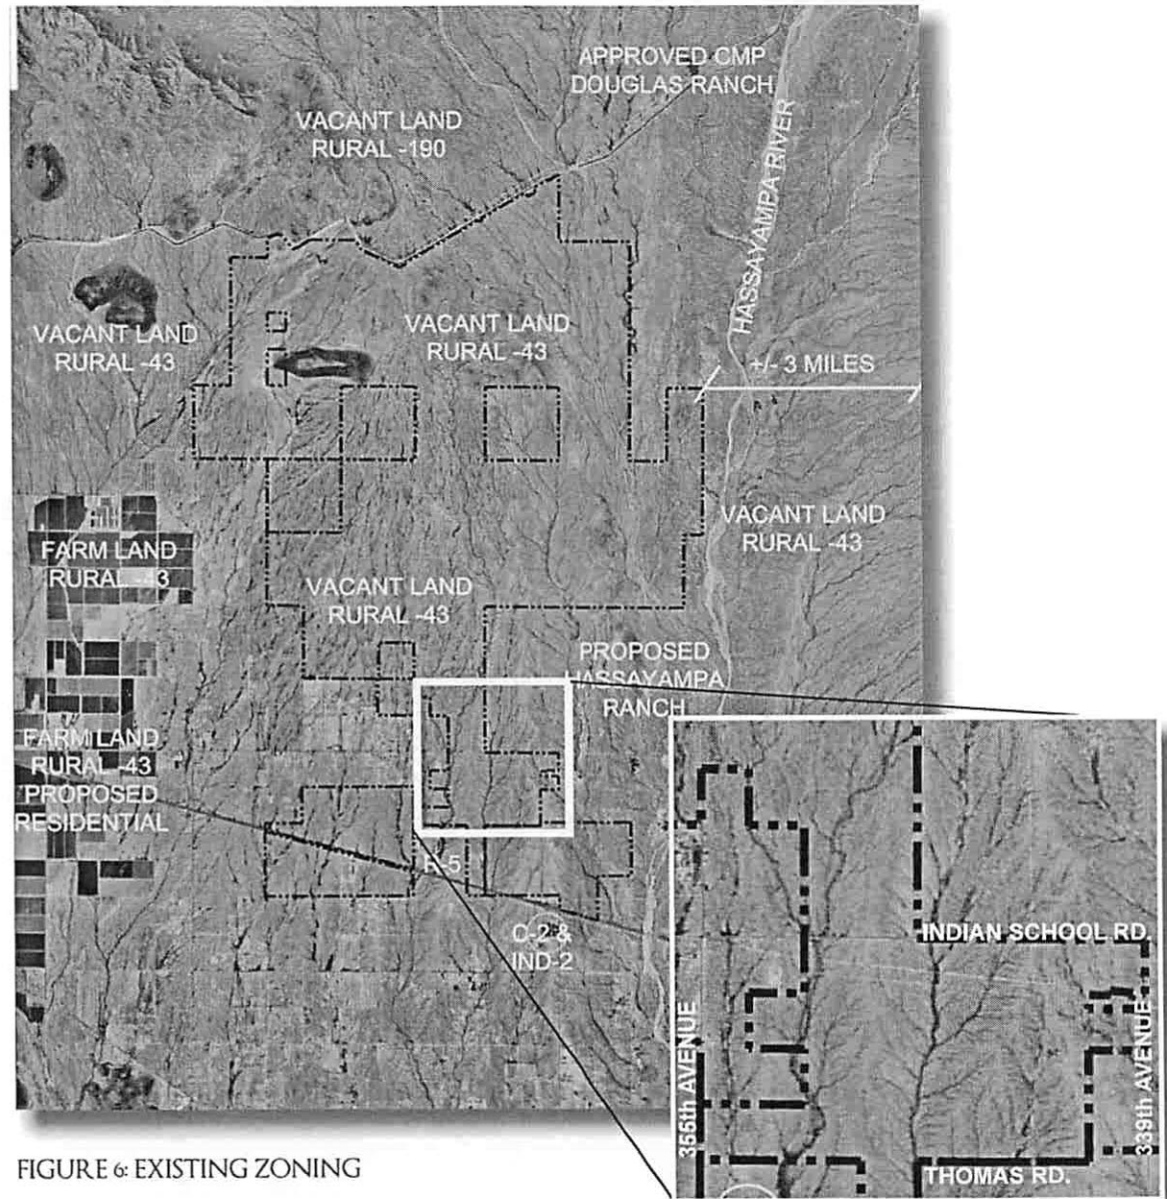 APPROVED CMP
DOUGLAS RANCH
VACANT LAND
RURAL -190
HASSAYAMPA RIVER
VACANT LAND
RURAL -43
VACANT LAND
RURAL -43
+/- 3 MILES
VACANT LAND
RURAL -43
FARM LAND
RURAL -43
VACANT LAND
RURAL -43
PROPOSED
HASSAYAMPA
RANCH
FARM LAND
RURAL -43
PROPOSED
RESIDENTIAL
R-5
C-2 &
IND-2
INDIAN SCHOOL RD.
355th AVENUE
339th AVENUE
THOMAS RD.
FIGURE 6: EXISTING ZONING